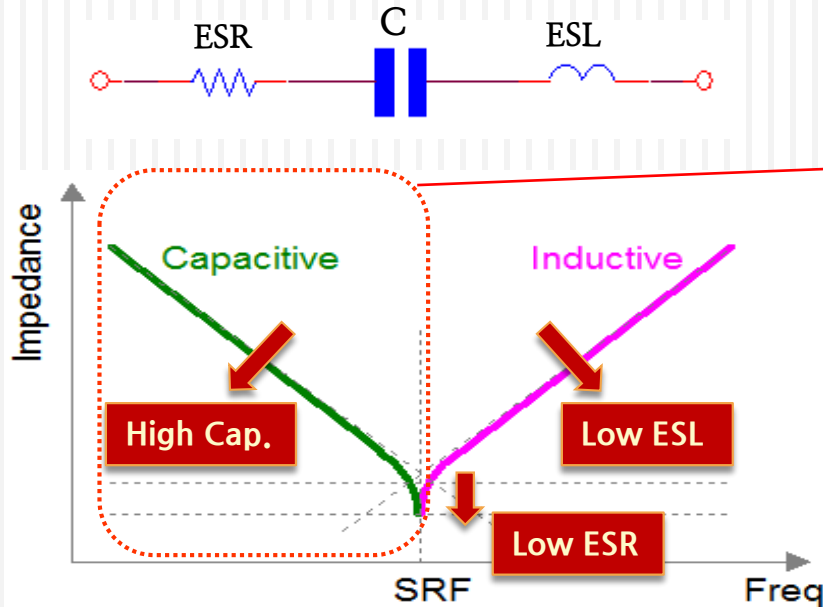 ESR
C
ESL
Impedance
Capacitive
Inductive
High Cap.
Low ESL
Low ESR
SRF
Freq